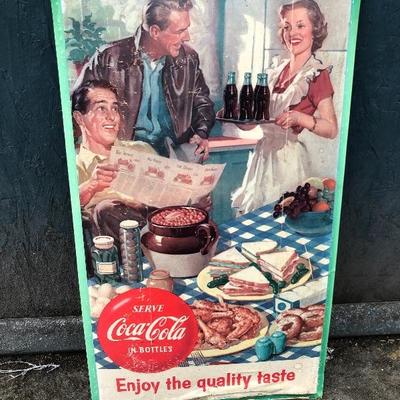 SERVE
Coca-Cola
IN BOTTLES
Enjoy the quality taste